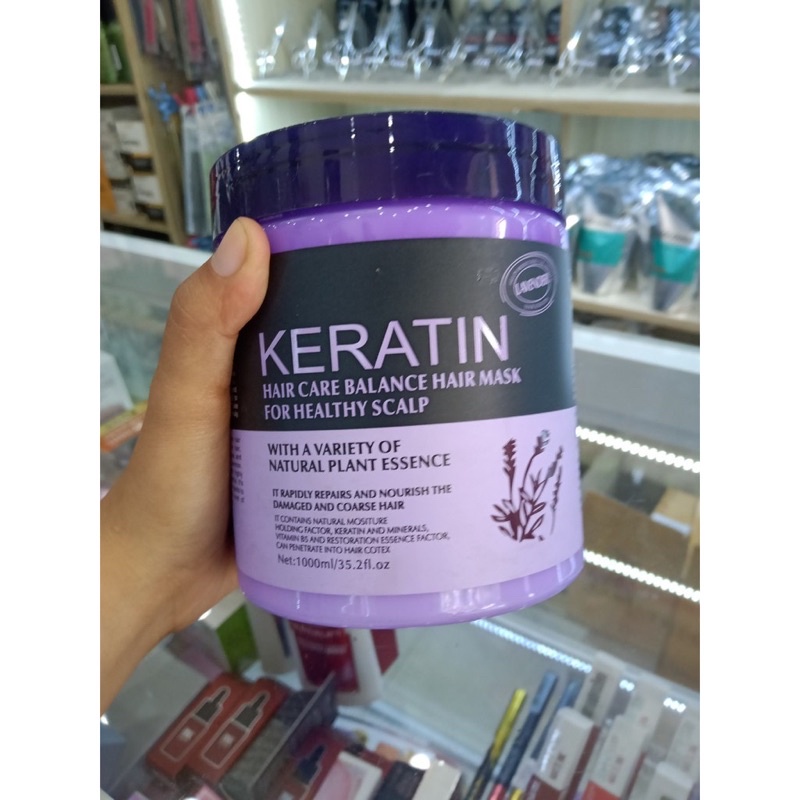 KERATIN
HAIR CARE BALANCE HAIR MASK
FOR HEALTHY SCALP
WITH A VARIETY OF
NATURAL PLANT ESSENCE
IT RAPIDLY REPAIRS AND NOURISH THE
DAMAGED AND COARSE HAIR
IT CONTAINS NATURAL MOSITURE
HOLDING FACTOR, KERATIN AND MINERALS,
VITAMIN B5 AND RESTORATION ESSENCE FACTOR,
CAN PENETRATE INTO HAIR COTEX
Net:1000ml/35.2fl.oz